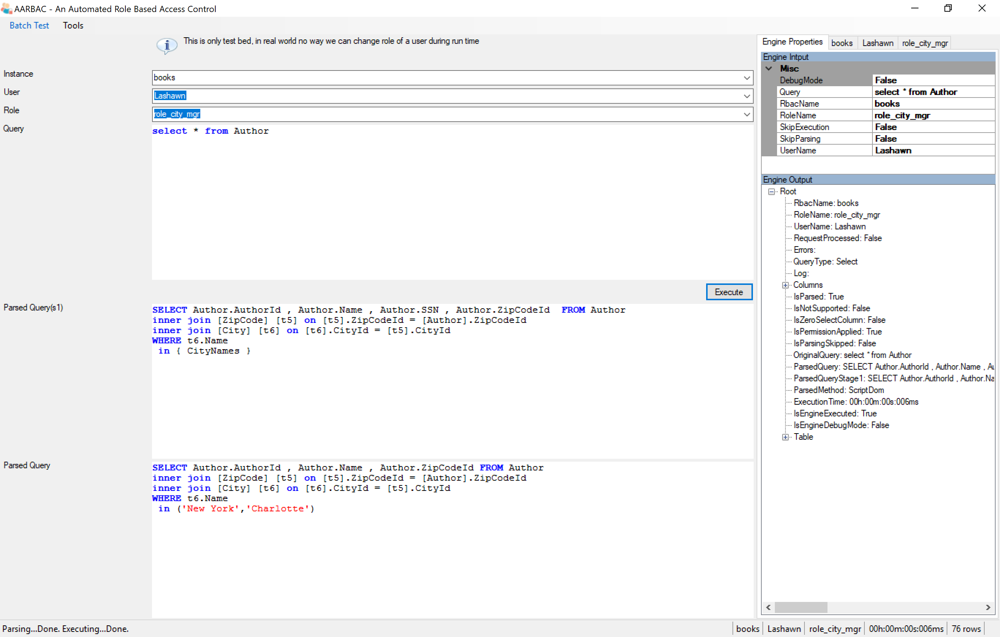 AARBAC - An Automated Role Based Access Control
Batch Test Tools
This is only test bed, in real world no way we can change role of a user during run time
Instance books
User Lashawn
Role role_city_mgr
Query select * from Author
Execute
Parsed Query(s1)
SELECT Author.AuthorId , Author.Name , Author.SSN , Author.ZipCodeId  FROM Author
inner join [ZipCode] [t5] on [t5].ZipCodeId = [Author].ZipCodeId
inner join [City] [t6] on [t6].CityId = [t5].CityId
WHERE t6.Name
in { CityNames }
Parsed Query
SELECT Author.AuthorId , Author.Name , Author.ZipCodeId FROM Author
inner join [ZipCode] [t5] on [t5].ZipCodeId = [Author].ZipCodeId
inner join [City] [t6] on [t6].CityId = [t5].CityId
WHERE t6.Name
in ('New York','Charlotte')
Engine Properties books Lashawn role_city_mgr
Engine Intput
Misc
DebugMode False
Query select * from Author
RbacName books
RoleName role_city_mgr
SkipExecution False
SkipParsing False
UserName Lashawn
Engine Output
Root
RbacName: books
RoleName: role_city_mgr
UserName: Lashawn
RequestProcessed: False
Errors:
QueryType: Select
Log:
Columns
IsParsed: True
IsNotSupported: False
IsZeroSelectColumn: False
IsPermissionApplied: True
IsParsingSkipped: False
OriginalQuery: select * from Author
ParsedQuery: SELECT Author.AuthorId , Author.Name , Au
ParsedQueryStage1: SELECT Author.AuthorId , Author.Na
ParsedMethod: ScriptDom
ExecutionTime: 00h:00m:00s:006ms
IsEngineExecuted: True
IsEngineDebugMode: False
Table
Parsing...Done. Executing...Done. books Lashawn role_city_mgr 00h:00m:00s:006ms 76 rows